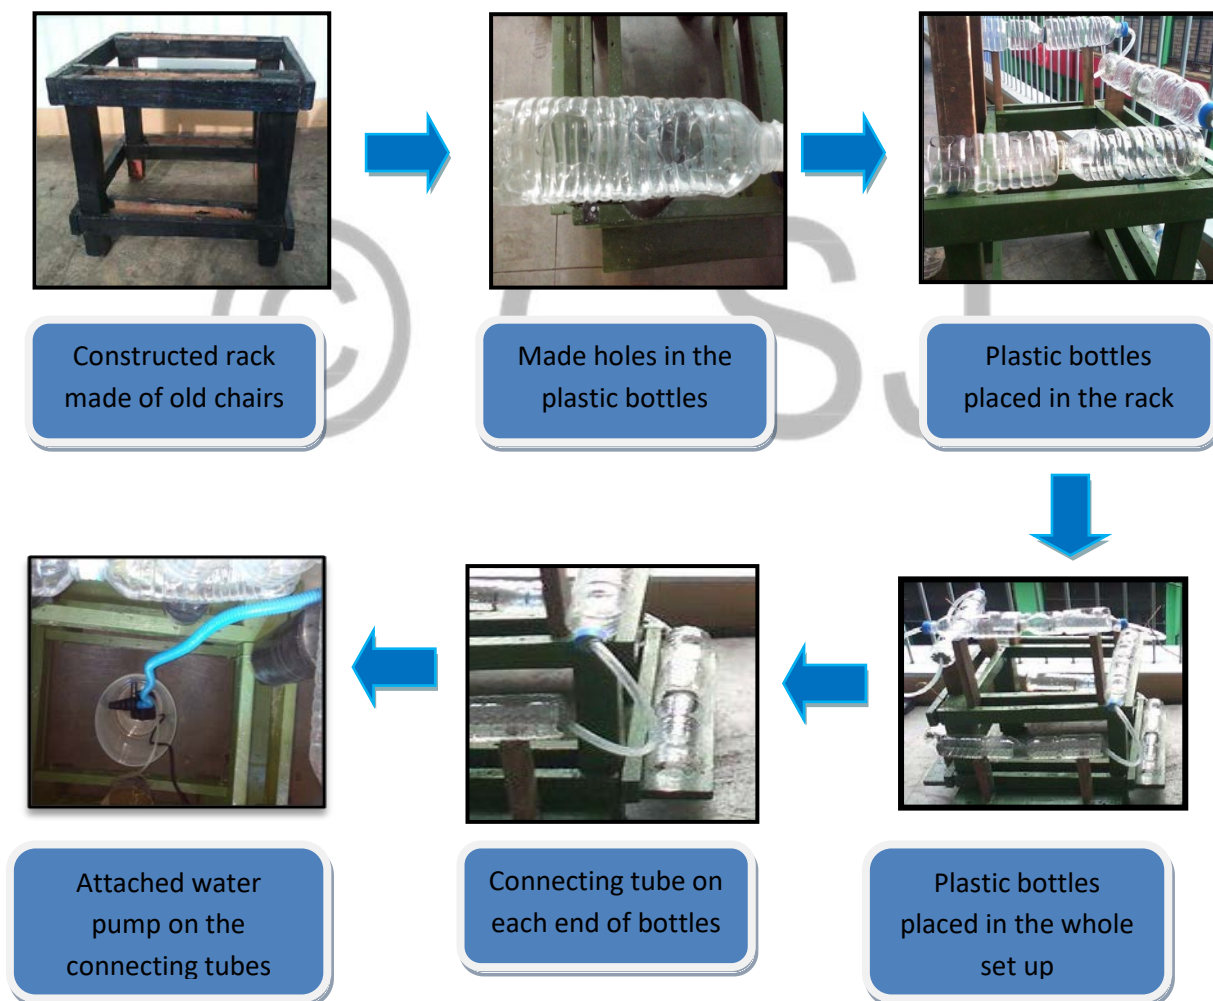 Constructed rack
made of old chairs
Made holes in the
plastic bottles
Plastic bottles
placed in the rack
Plastic bottles
placed in the whole
set up
Connecting tube on
each end of bottles
Attached water
pump on the
connecting tubes